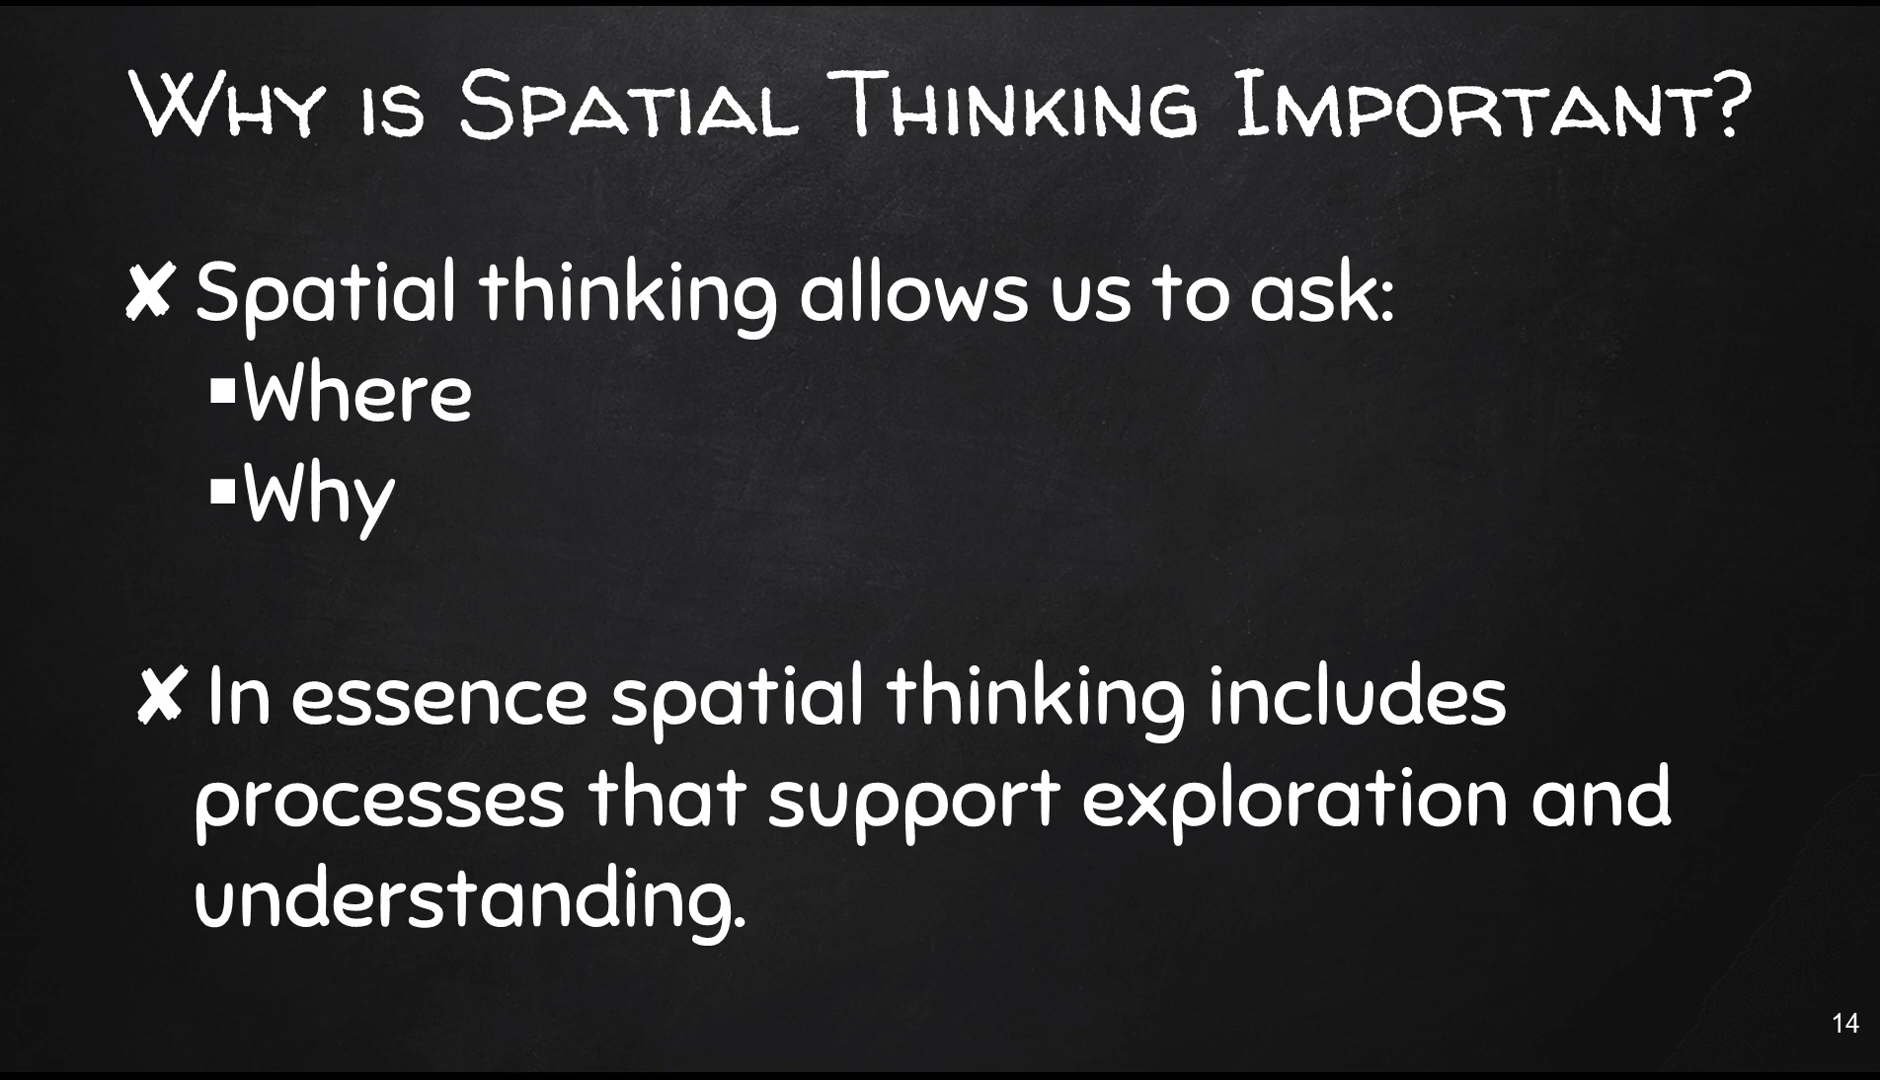 Why is Spatial Thinking Important?
✘ Spatial thinking allows us to ask:
▪Where
▪Why
✘ In essence spatial thinking includes
processes that support exploration and
understanding.
14